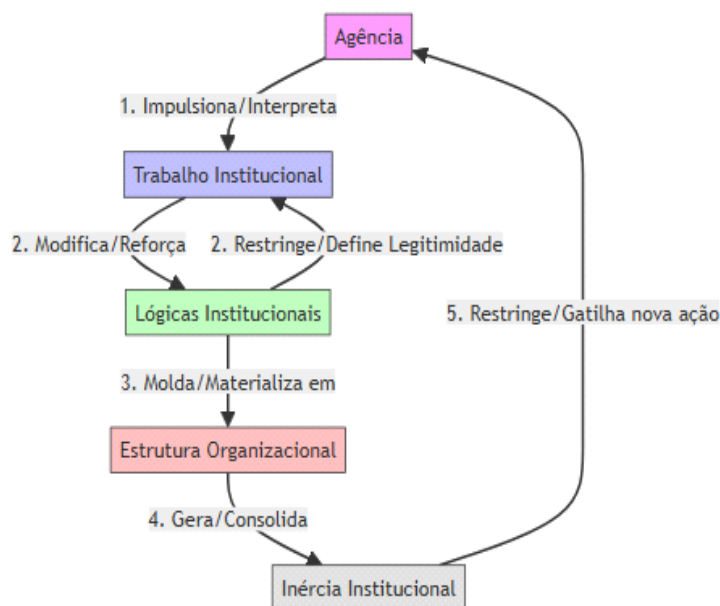 Agência
1. Impulsiona/Interpreta
Trabalho Institucional
2. Modifica/Reforça
2. Restringe/Define Legitimidade
Lógicas Institucionais
5. Restringe/Gatilha nova ação
3. Molda/Materializa em
Estrutura Organizacional
4. Gera/Consolida
Inércia Institucional